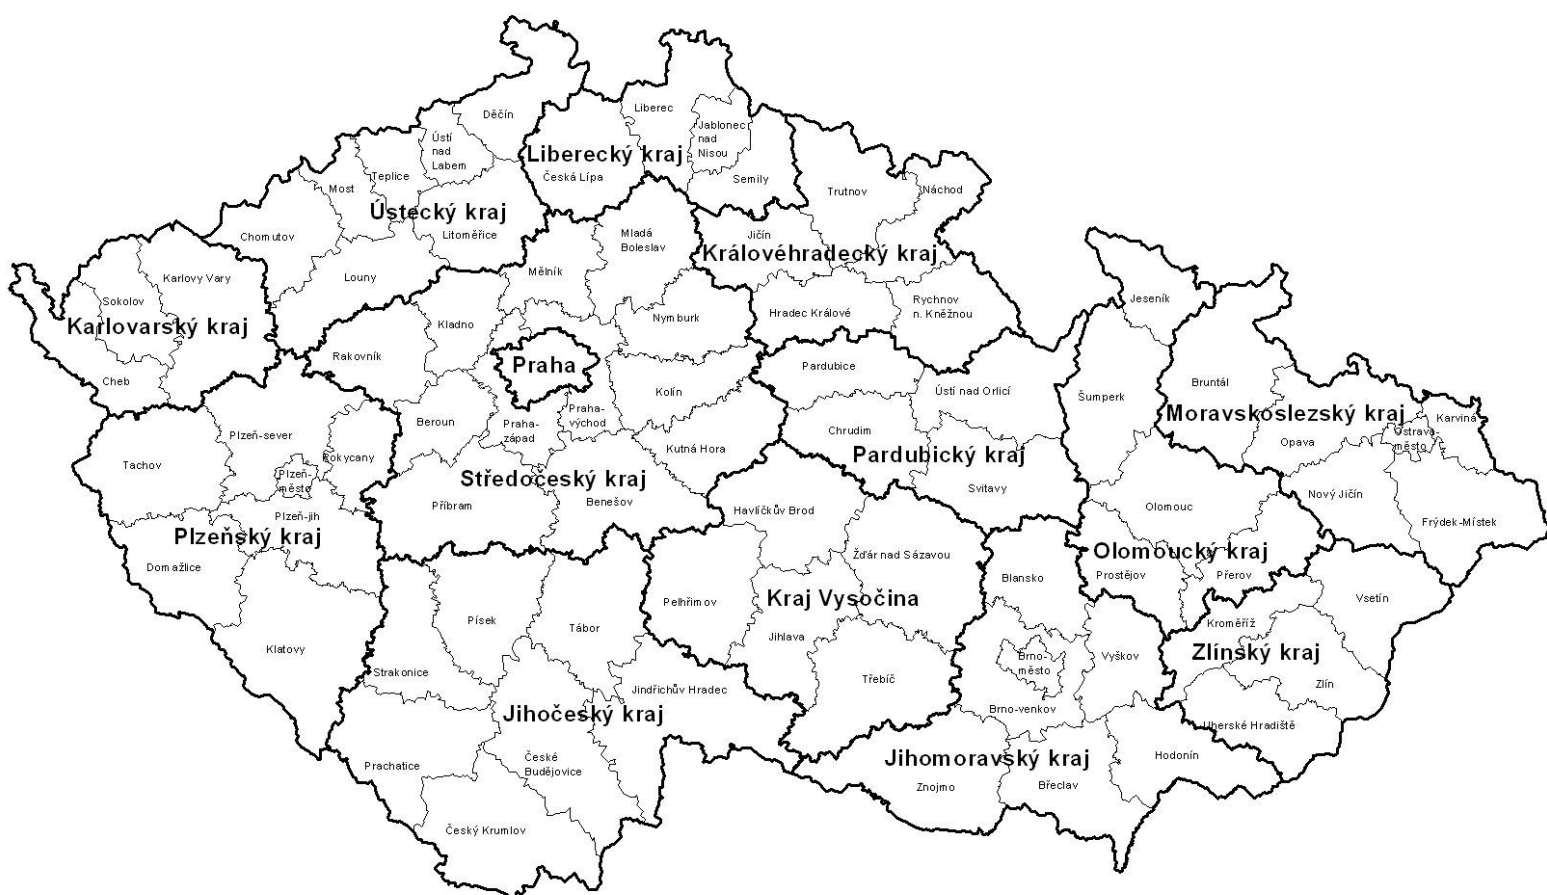 Děčín
Liberec
Jablonec
nad
Nisou
Ústí
nad
Labem
Liberecký kraj
Česká Lípa
Semily
Teplice
Most
Trutnov
Náchod
Ústecký kraj
Chomutov
Litoměřice
Mladá
Boleslav
Jičín
Královéhradecký kraj
Karlovy Vary
Louny
Mělník
Jeseník
Sokolov
Karlovarský kraj
Kladno
Nymburk
Hradec Králové
Rychnov
n. Kněžnou
Rakovník
Praha
Cheb
Pardubice
Kolín
Ústí nad Orlicí
Šumperk
Bruntál
Moravskoslezský kraj
Karviná
Ostrava-
město
Opava
Beroun
Praha-
západ
Praha-
východ
Chrudim
Plzeň-sever
Rokycany
Kutná Hora
Pardubický kraj
Tachov
Plzeň-
město
Středočeský kraj
Svitavy
Nový Jičín
Příbram
Benešov
Havlíčkův Brod
Olomouc
Frýdek-Místek
Plzeň-jih
Plzeňský kraj
Domažlice
Žďár nad Sázavou
Olomoucký kraj
Blansko
Prostějov
Přerov
Pelhřimov
Kraj Vysočina
Vsetín
Písek
Tábor
Jihlava
Kroměříž
Zlínský kraj
Klatovy
Strakonice
Brno-
město
Vyškov
Třebíč
Zlín
Jindřichův Hradec
Jihočeský kraj
Brno-venkov
Uherské Hradiště
Prachatice
České
Budějovice
Jihomoravský kraj
Hodonín
Znojmo
Břeclav
Český Krumlov